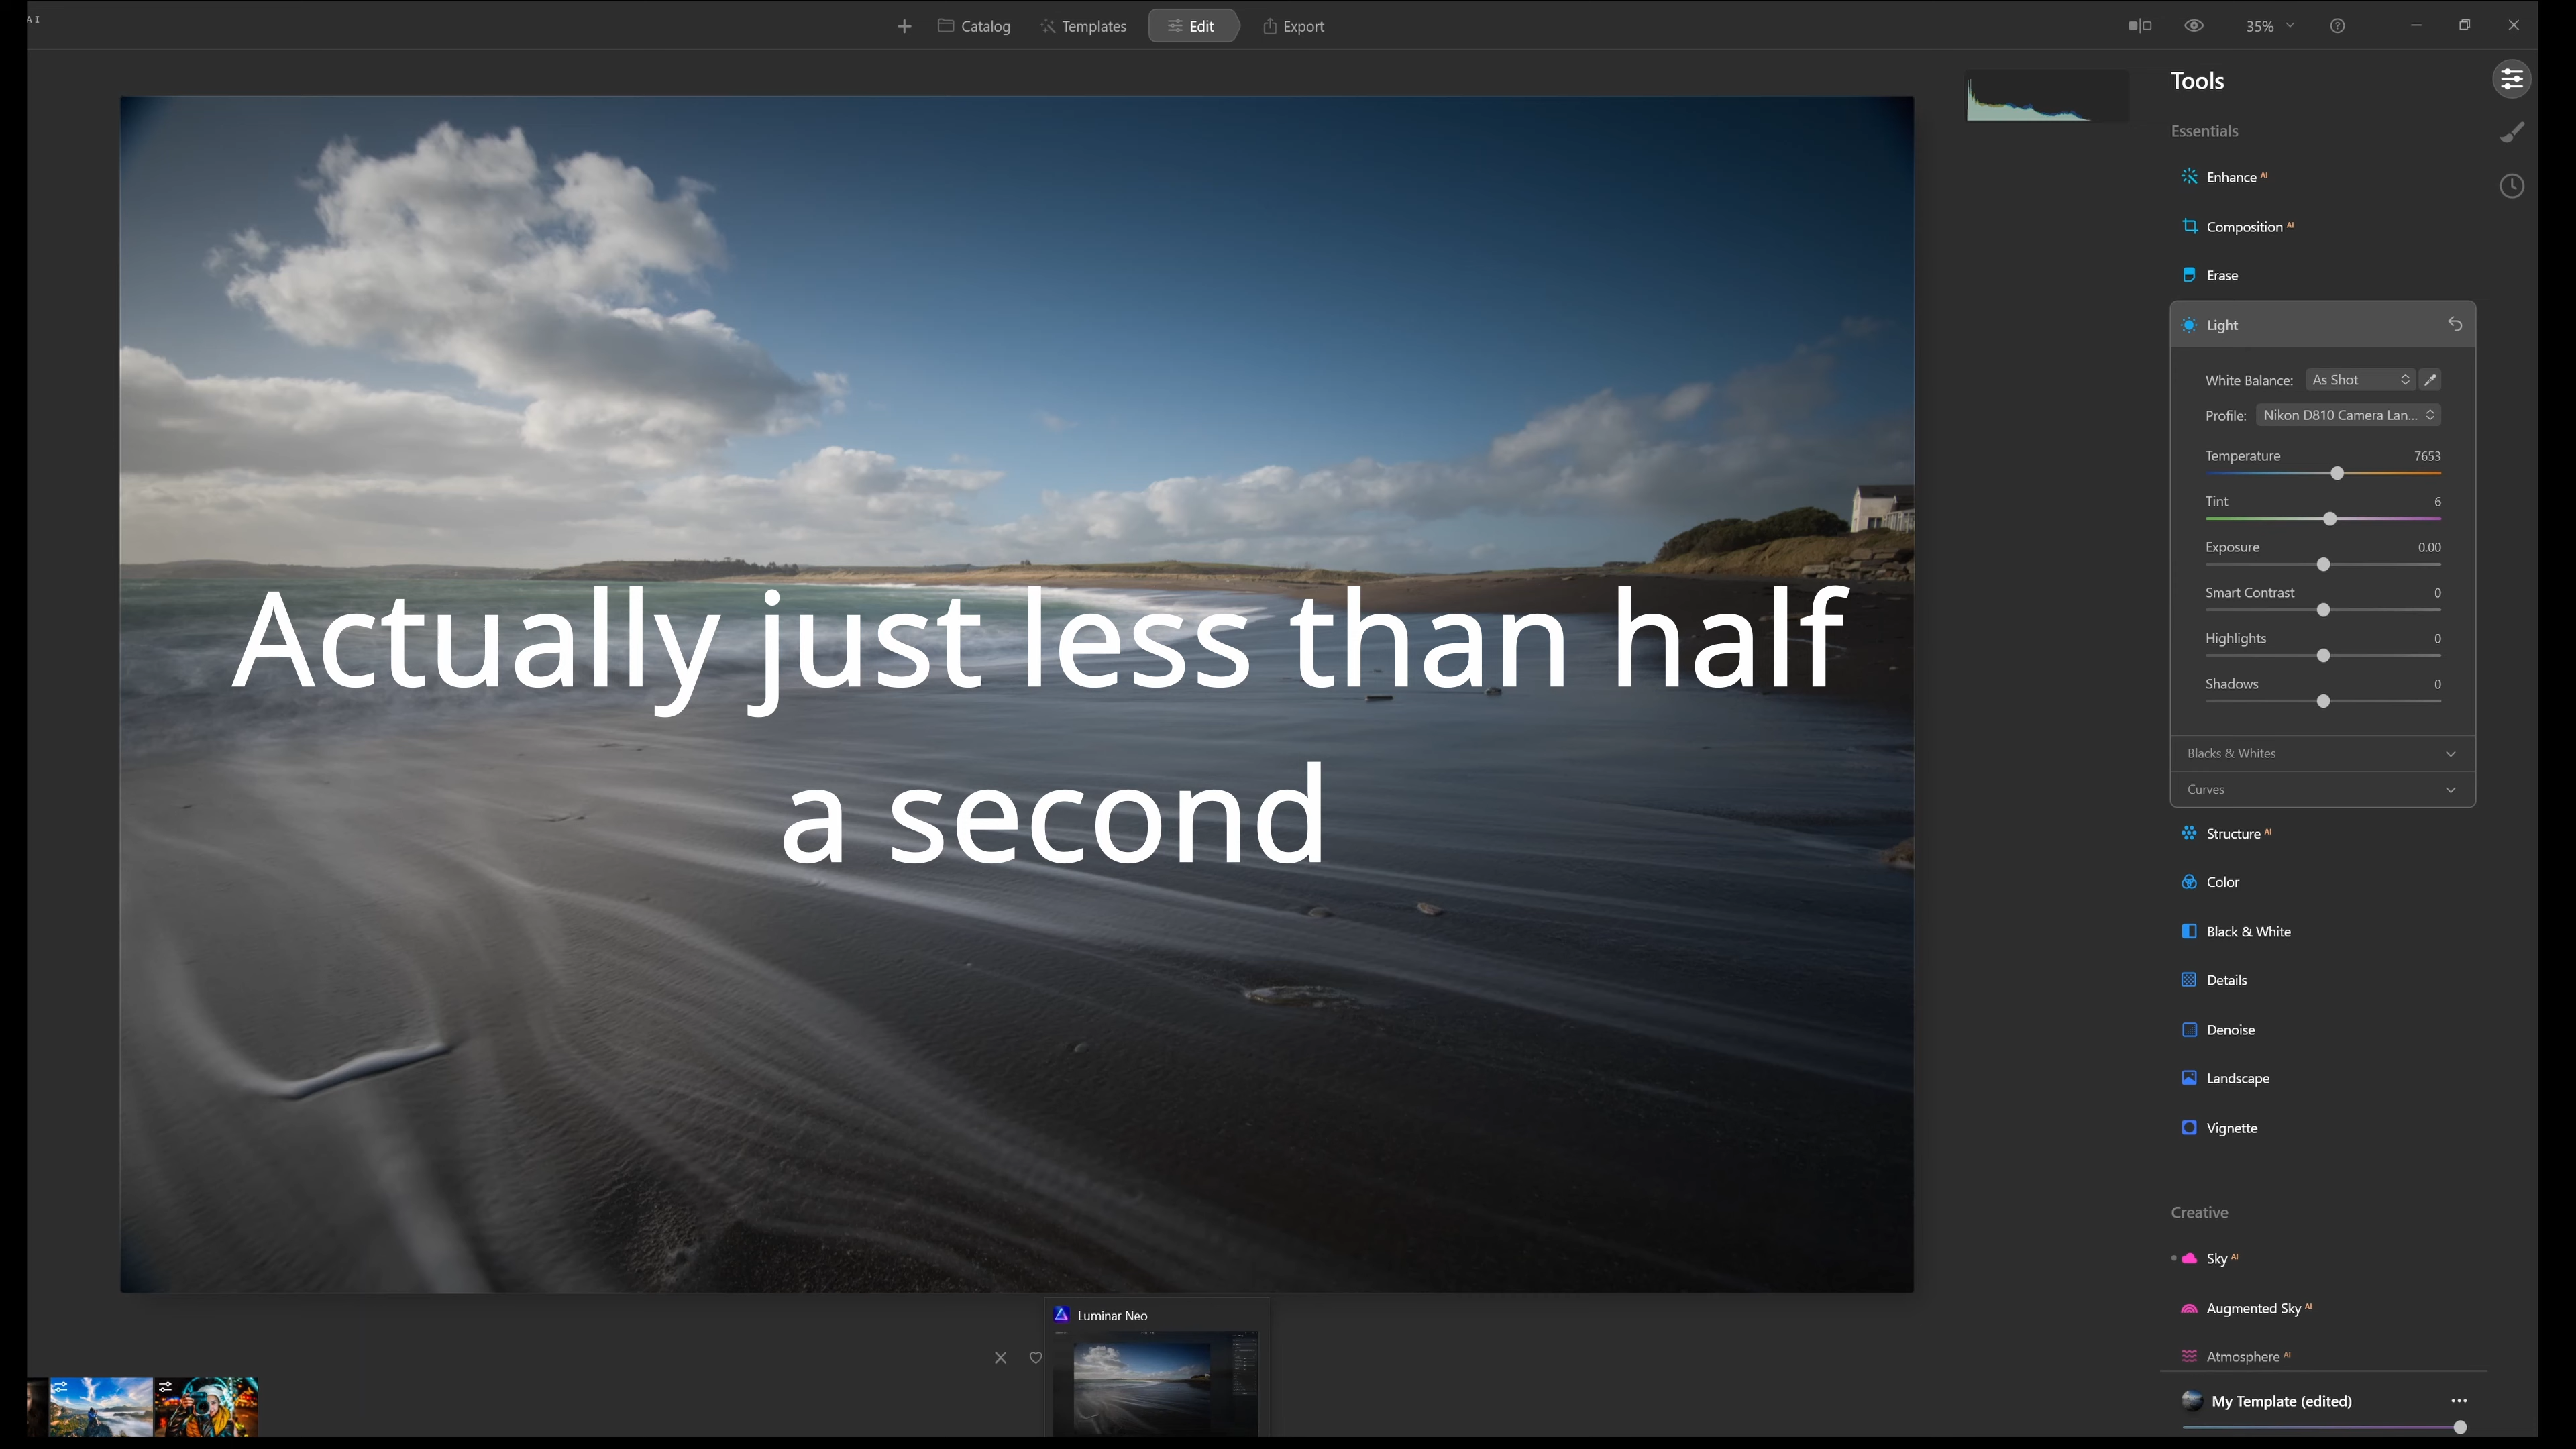 AI
Catalog
Templates
Edit
Export
35%
Tools
Essentials
Enhance AI
Composition AI
Erase
Light
White Balance: As Shot
Profile: Nikon D810 Camera Lan...
Temperature 7653
Tint 6
Exposure 0.00
Smart Contrast 0
Highlights 0
Shadows 0
Blacks & Whites
Curves
Structure AI
Color
Black & White
Details
Denoise
Landscape
Vignette
Creative
Sky AI
Augmented Sky AI
Atmosphere AI
My Template (edited)
Actually just less than half
a second
Luminar Neo